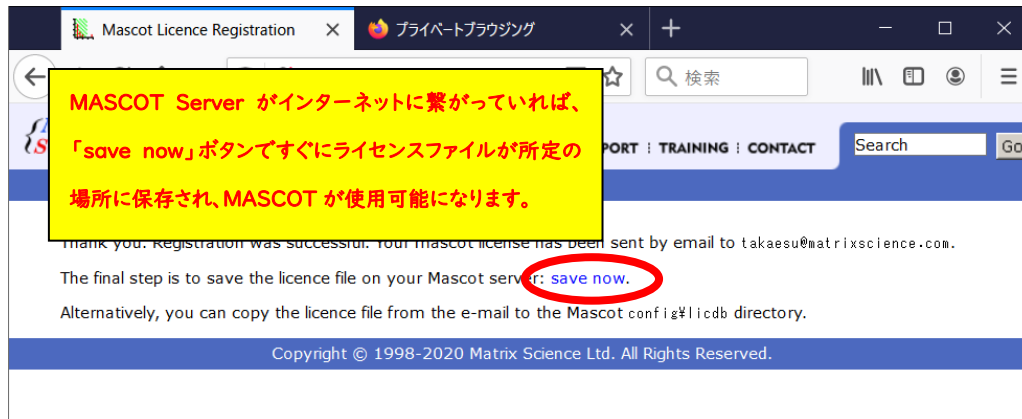 Mascot Licence Registration
プライベートブラウジング
検索
MASCOT Server がインターネットに繋がっていれば、
「save now」ボタンですぐにライセンスファイルが所定の
場所に保存され、MASCOT が使用可能になります。
PORT : TRAINING : CONTACT
Search
Go
Thank you. Registration was successful. Your mascot license has been sent by email to takaesu@matrixscience.com.
The final step is to save the licence file on your Mascot server: save now.
Alternatively, you can copy the licence file from the e-mail to the Mascot config¥licdb directory.
Copyright © 1998-2020 Matrix Science Ltd. All Rights Reserved.